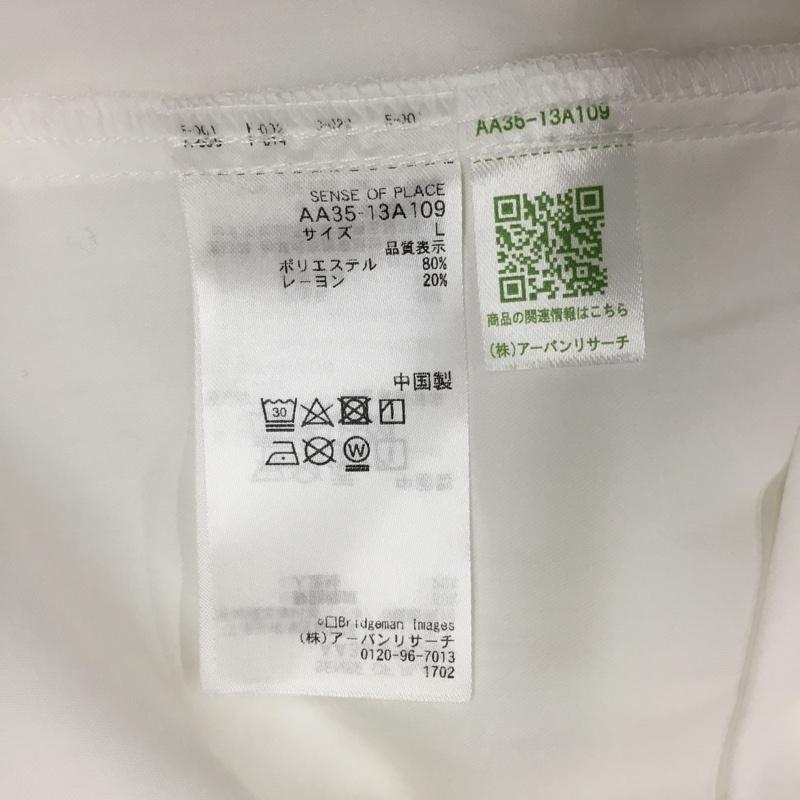 AA35-13A109
SENSE OF PLACE
AA35-13A109
サイズ L
品質表示
ポリエステル 80%
レーヨン 20%
中国製
30
W
Bridgeman Images
(株)アーバンリサーチ
0120-96-7013
1702
商品の関連情報はこちら
(株)アーバンリサーチ